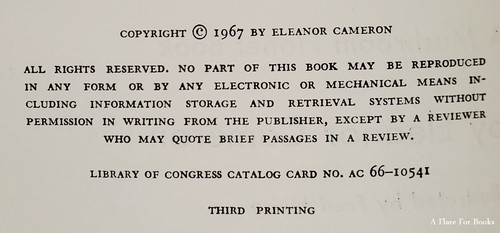 COPYRIGHT © 1967 BY ELEANOR CAMERON
ALL RIGHTS RESERVED. NO PART OF THIS BOOK MAY BE REPRODUCED
IN ANY FORM OR BY ANY ELECTRONIC OR MECHANICAL MEANS IN-
CLUDING INFORMATION STORAGE AND RETRIEVAL SYSTEMS WITHOUT
PERMISSION IN WRITING FROM THE PUBLISHER, EXCEPT BY A REVIEWER
WHO MAY QUOTE BRIEF PASSAGES IN A REVIEW.
LIBRARY OF CONGRESS CATALOG CARD NO. AC 66–10541
THIRD PRINTING
A Flare For Books